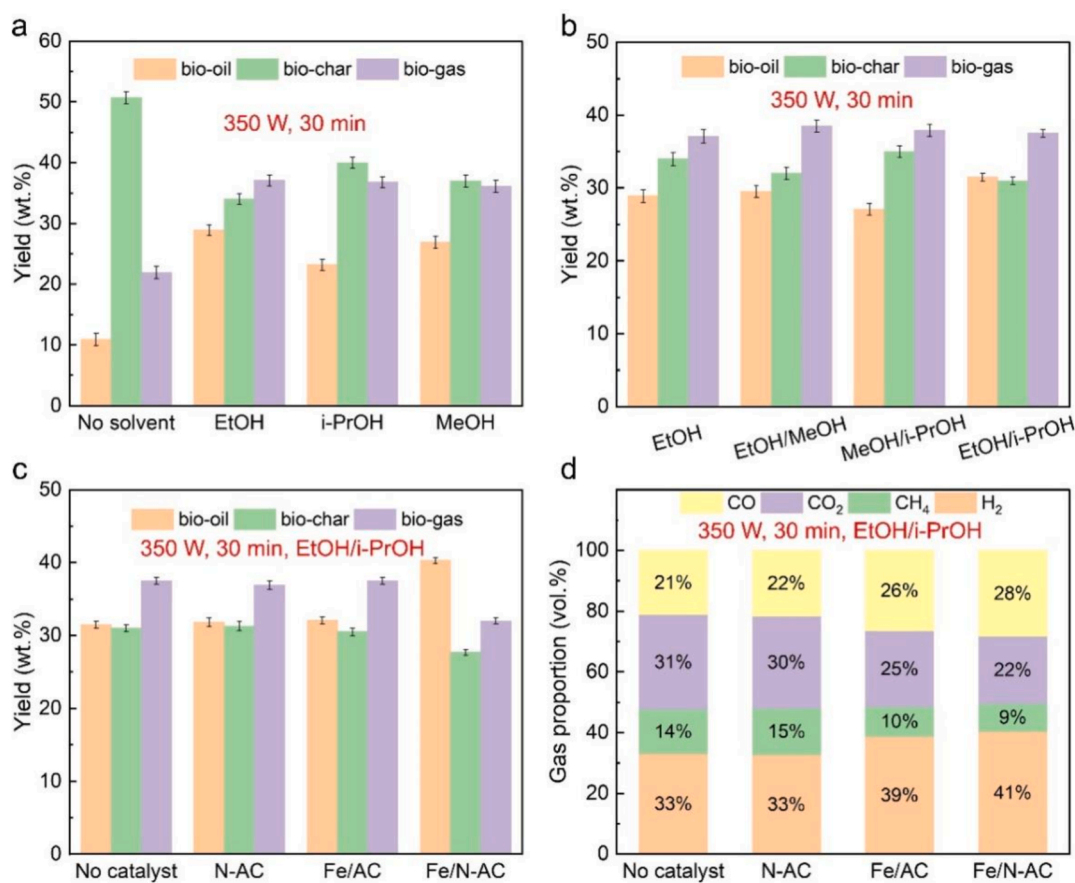 a
60
50
40
30
20
10
0
Yield (wt.%)
bio-oil bio-char bio-gas
350 W, 30 min
No solvent EtOH i-PrOH MeOH
b
50
40
30
20
10
0
Yield (wt.%)
bio-oil bio-char bio-gas
350 W, 30 min
EtOH EtOH/MeOH MeOH/i-PrOH EtOH/i-PrOH
c
50
40
30
20
10
0
Yield (wt.%)
bio-oil bio-char bio-gas
350 W, 30 min, EtOH/i-PrOH
No catalyst N-AC Fe/AC Fe/N-AC
d
100
80
60
40
20
0
Gas proportion (vol.%)
CO CO₂ CH₄ H₂
350 W, 30 min, EtOH/i-PrOH
21% 22% 26% 28%
31% 30% 25% 22%
14% 15% 10% 9%
33% 33% 39% 41%
No catalyst N-AC Fe/AC Fe/N-AC